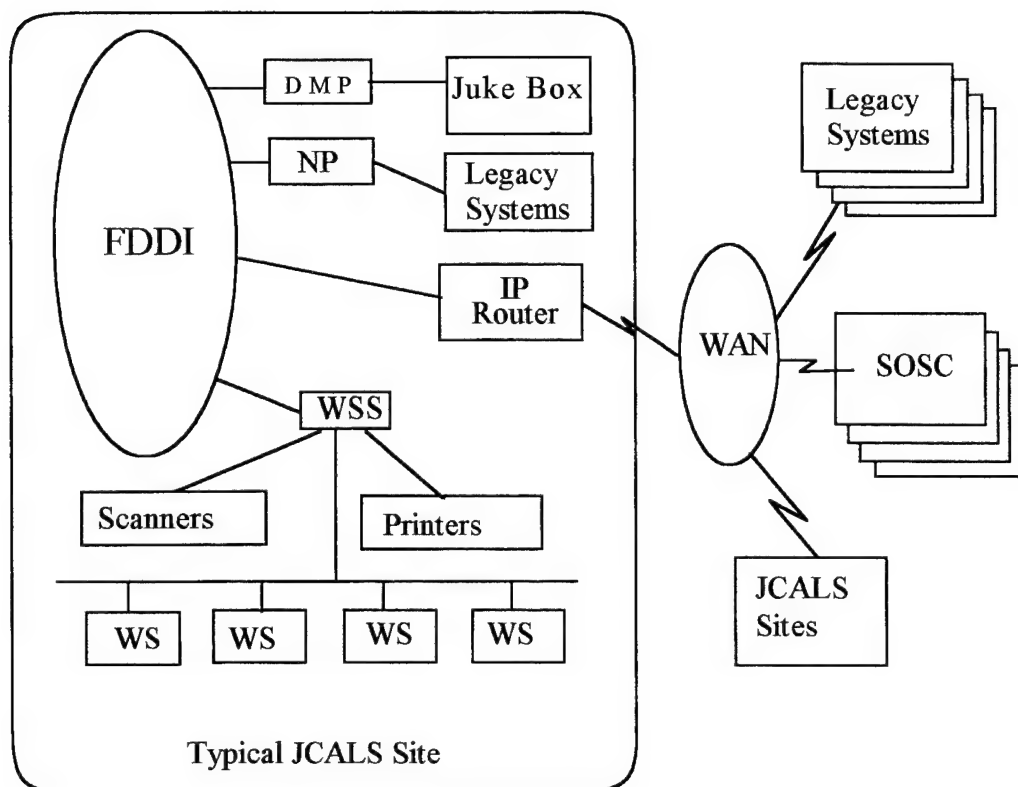 DMP
Juke Box
NP
Legacy
Systems
FDDI
IP
Router
WSS
Scanners
Printers
WS
WS
WS
WS
Typical JCALS Site
WAN
Legacy
Systems
SOSC
JCALS
Sites